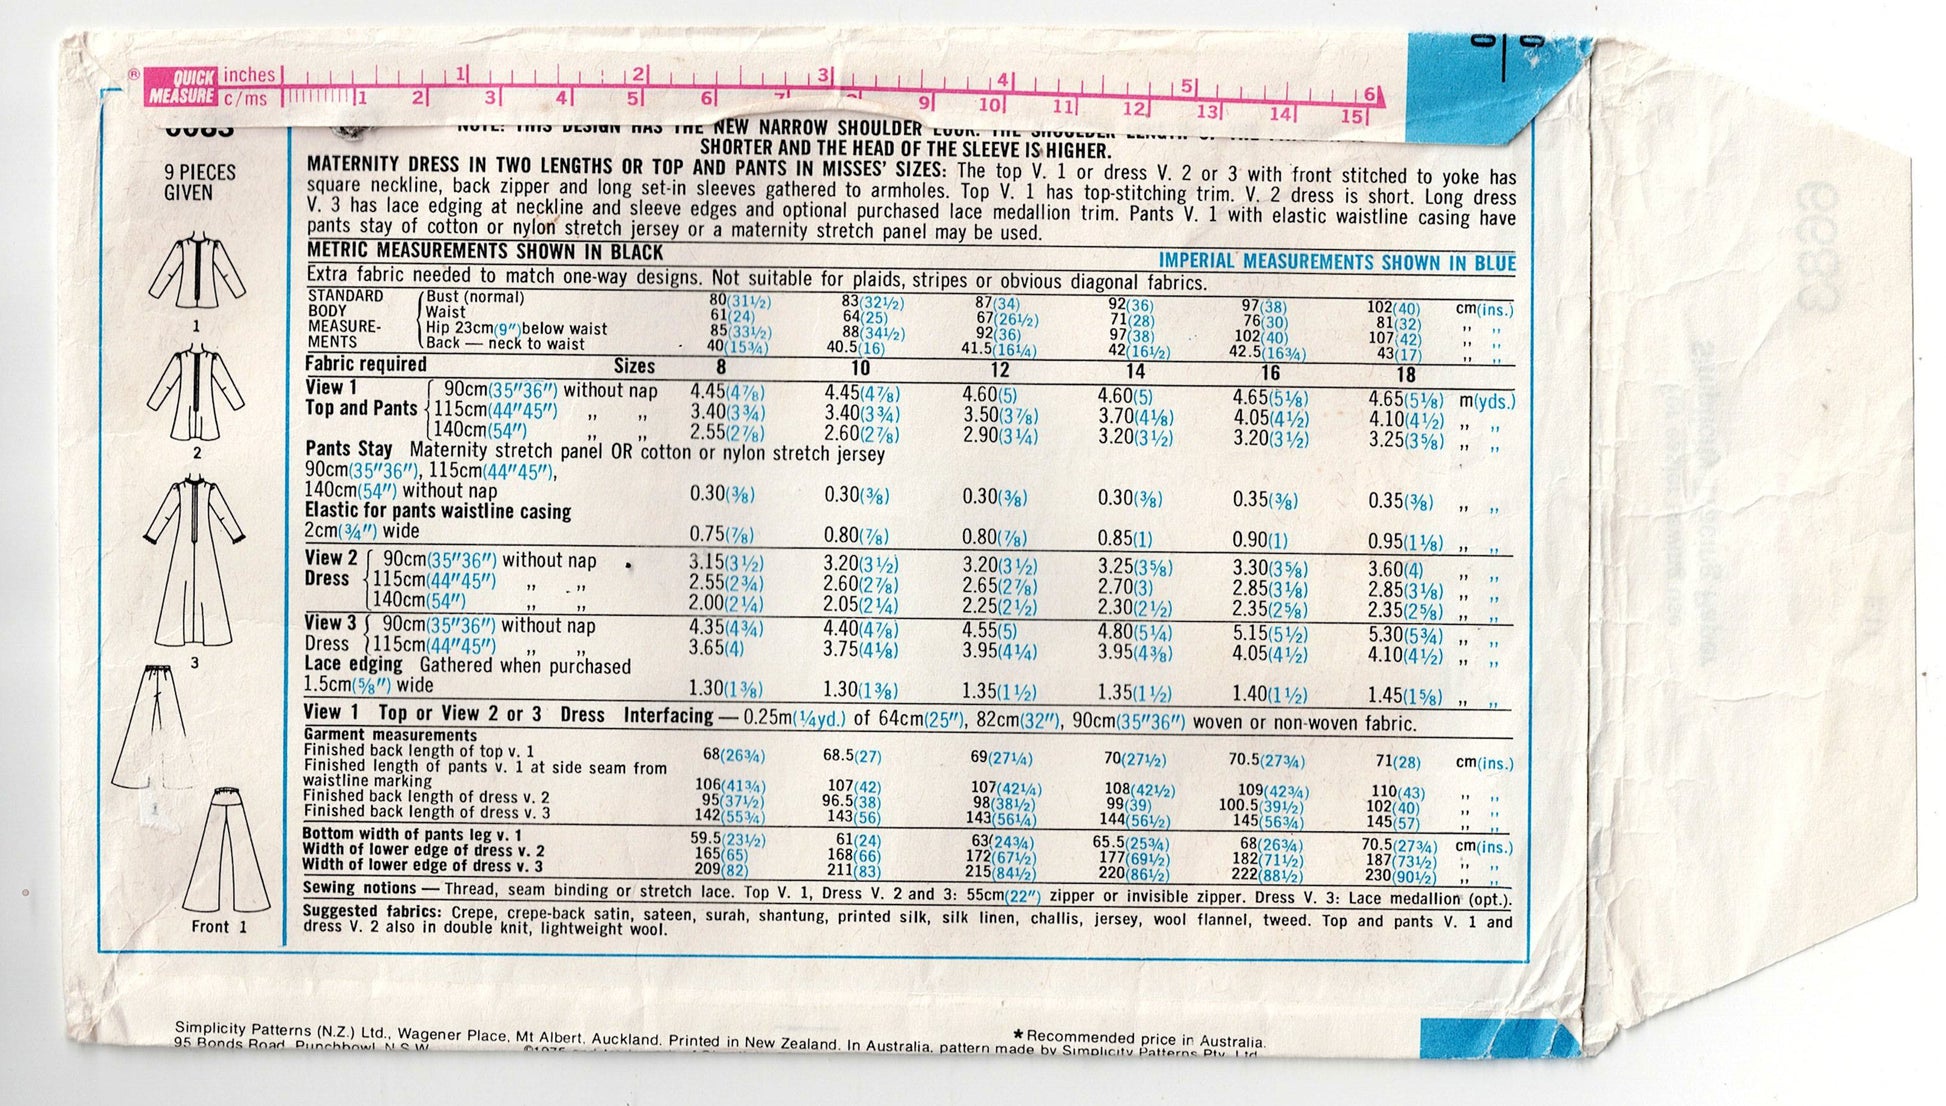 ® QUICK MEASURE inches 1 2 3 4 5 6
c/ms 1 2 3 4 5 6 7 8 9 10 11 12 13 14 15
NOTE: THIS DESIGN HAS THE NEW NARROW SHOULDER LOOK. THE SHOULDER
SHORTER AND THE HEAD OF THE SLEEVE IS HIGHER.
9 PIECES
GIVEN
1
2
3
1
Front 1
MATERNITY DRESS IN TWO LENGTHS OR TOP AND PANTS IN MISSES' SIZES: The top V. 1 or dress V. 2 or 3 with front stitched to yoke has
square neckline, back zipper and long set-in sleeves gathered to armholes. Top V. 1 has top-stitching trim. V. 2 dress is short. Long dress
V. 3 has lace edging at neckline and sleeve edges and optional purchased lace medallion trim. Pants V. 1 with elastic waistline casing have
pants stay of cotton or nylon stretch jersey or a maternity stretch panel may be used.
METRIC MEASUREMENTS SHOWN IN BLACK IMPERIAL MEASUREMENTS SHOWN IN BLUE
Extra fabric needed to match one-way designs. Not suitable for plaids, stripes or obvious diagonal fabrics.
STANDARD Bust (normal) 80(31½) 83(32½) 87(34) 92(36) 97(38) 102(40) cm(ins.)
BODY Waist 61(24) 64(25) 67(26½) 71(28) 76(30) 81(32) ,, ,,
MEASURE- Hip 23cm(9") below waist 85(33½) 88(34½) 92(36) 97(38) 102(40) 107(42) ,, ,,
MENTS Back — neck to waist 40(15¾) 40.5(16) 41.5(16¼) 42(16½) 42.5(16¾) 43(17) ,, ,,
Fabric required Sizes 8 10 12 14 16 18
View 1 90cm(35"36") without nap 4.45(4⅞) 4.45(4⅞) 4.60(5) 4.60(5) 4.65(5⅛) 4.65(5⅛) m(yds.)
Top and Pants 115cm(44"45") ,, ,, 3.40(3¾) 3.40(3¾) 3.50(3⅞) 3.70(4⅛) 4.05(4½) 4.10(4½) ,, ,,
140cm(54") ,, ,, 2.55(2⅞) 2.60(2⅞) 2.90(3¼) 3.20(3½) 3.20(3½) 3.25(3⅝) ,, ,,
Pants Stay Maternity stretch panel OR cotton or nylon stretch jersey
90cm(35"36"), 115cm(44"45"),
140cm(54") without nap 0.30(⅜) 0.30(⅜) 0.30(⅜) 0.30(⅜) 0.35(⅜) 0.35(⅜) ,, ,,
Elastic for pants waistline casing
2cm(¾") wide 0.75(⅞) 0.80(⅞) 0.80(⅞) 0.85(1) 0.90(1) 0.95(1⅛) ,, ,,
View 2 90cm(35"36") without nap 3.15(3½) 3.20(3½) 3.20(3½) 3.25(3⅝) 3.30(3⅝) 3.60(4) ,, ,,
Dress 115cm(44"45") ,, ,, 2.55(2¾) 2.60(2⅞) 2.65(2⅞) 2.70(3) 2.85(3⅛) 2.85(3⅛) ,, ,,
140cm(54") ,, ,, 2.00(2¼) 2.05(2¼) 2.25(2½) 2.30(2½) 2.35(2⅝) 2.35(2⅝) ,, ,,
View 3 90cm(35"36") without nap 4.35(4¾) 4.40(4⅞) 4.55(5) 4.80(5¼) 5.15(5½) 5.30(5¾) ,, ,,
Dress 115cm(44"45") ,, ,, 3.65(4) 3.75(4⅛) 3.95(4¼) 3.95(4⅜) 4.05(4½) 4.10(4½) ,, ,,
Lace edging Gathered when purchased
1.5cm(⅝") wide 1.30(1⅜) 1.30(1⅜) 1.35(1½) 1.35(1½) 1.40(1½) 1.45(1⅝) ,, ,,
View 1 Top or View 2 or 3 Dress Interfacing — 0.25m(¼yd.) of 64cm(25"), 82cm(32"), 90cm(35"36") woven or non-woven fabric.
Garment measurements
Finished back length of top v. 1 68(26¾) 68.5(27) 69(27¼) 70(27½) 70.5(27¾) 71(28) cm(ins.)
Finished length of pants v. 1 at side seam from
waistline marking 106(41¾) 107(42) 107(42¼) 108(42½) 109(42¾) 110(43) ,, ,,
Finished back length of dress v. 2 95(37½) 96.5(38) 98(38½) 99(39) 100.5(39½) 102(40) ,, ,,
Finished back length of dress v. 3 142(55¾) 143(56) 143(56¼) 144(56½) 145(56¾) 145(57) ,, ,,
Bottom width of pants leg v. 1 59.5(23½) 61(24) 63(24¾) 65.5(25¾) 68(26¾) 70.5(27¾) cm(ins.)
Width of lower edge of dress v. 2 165(65) 168(66) 172(67½) 177(69½) 182(71½) 187(73½) ,, ,,
Width of lower edge of dress v. 3 209(82) 211(83) 215(84½) 220(86½) 222(88½) 230(90½) ,, ,,
Sewing notions — Thread, seam binding or stretch lace. Top V. 1, Dress V. 2 and 3: 55cm(22") zipper or invisible zipper. Dress V. 3: Lace medallion (opt.).
Suggested fabrics: Crepe, crepe-back satin, sateen, surah, shantung, printed silk, silk linen, challis, jersey, wool flannel, tweed. Top and pants V. 1 and
dress V. 2 also in double knit, lightweight wool.
Simplicity Patterns (N.Z.) Ltd., Wagener Place, Mt Albert, Auckland. Printed in New Zealand. In Australia, pattern made by Simplicity Patterns Pty. Ltd.
★Recommended price in Australia.
95 Bonds Road, Punchbowl, N.S.W.